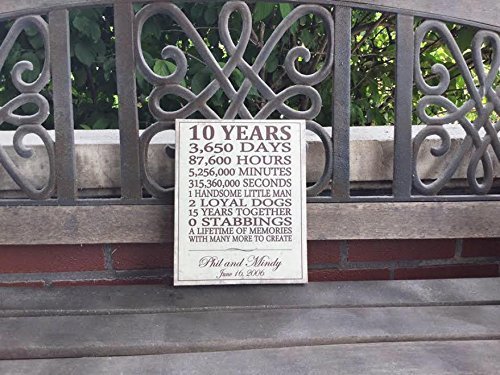 10 YEARS
3,650 DAYS
87,600 HOURS
5,256,000 MINUTES
315,360,000 SECONDS
1 HANDSOME LITTLE MAN
2 LOYAL DOGS
15 YEARS TOGETHER
0 STABBINGS
A LIFETIME OF MEMORIES
WITH MANY MORE TO CREATE
Phil and Mindy
June 16, 2006